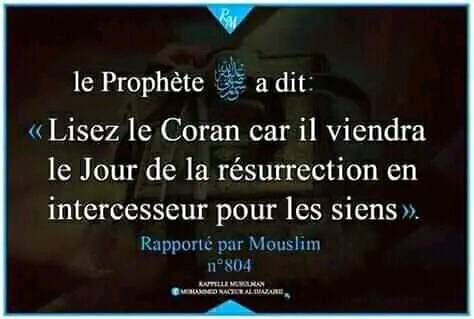 RM
le Prophète ﷺ a dit:
« Lisez le Coran car il viendra
le Jour de la résurrection en
intercesseur pour les siens ».
Rapporté par Mouslim
n°804
RAPPELLE MUSULMAN
MOHAMMED NACEUR AL DJAZAIRIE